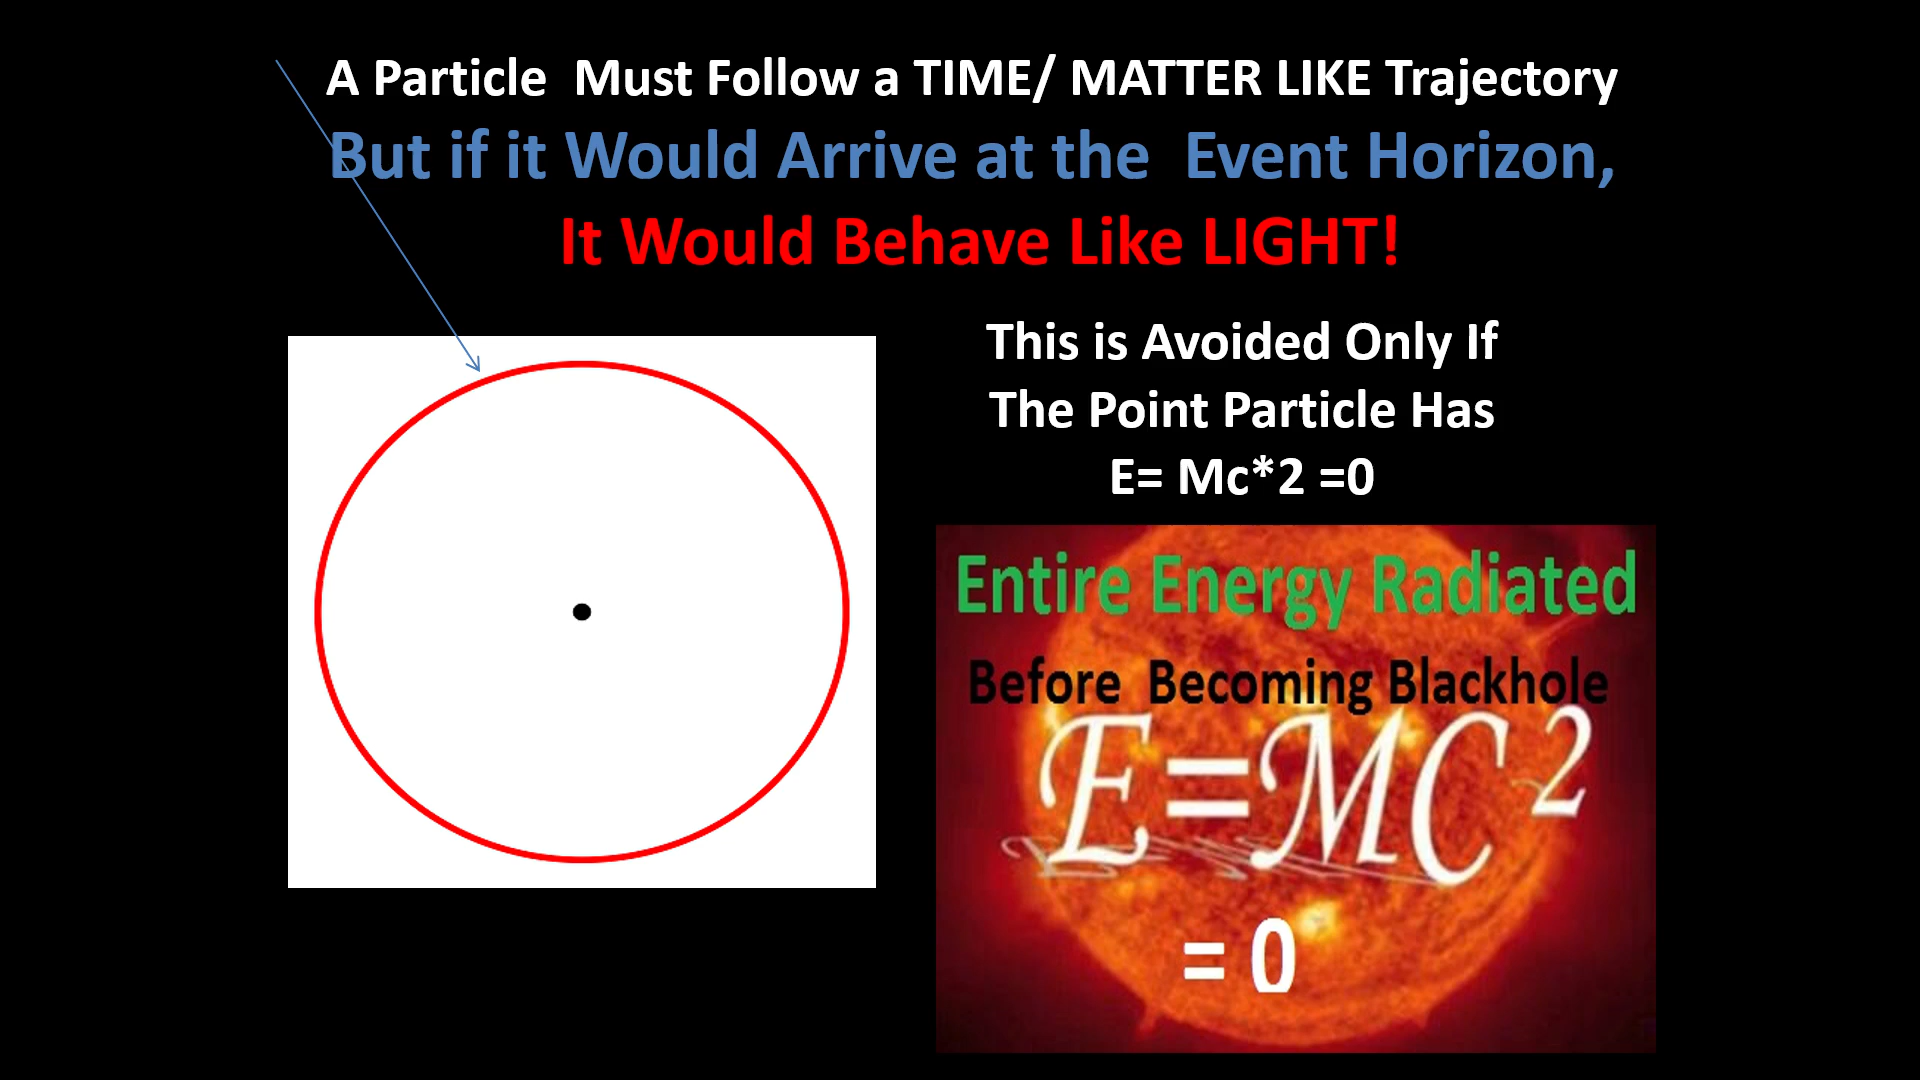 A Particle  Must Follow a TIME/ MATTER LIKE Trajectory
But if it Would Arrive at the  Event Horizon,
It Would Behave Like LIGHT!
This is Avoided Only If
The Point Particle Has
E= Mc*2 =0
Entire Energy Radiated
Before  Becoming Blackhole
E=MC²
= 0